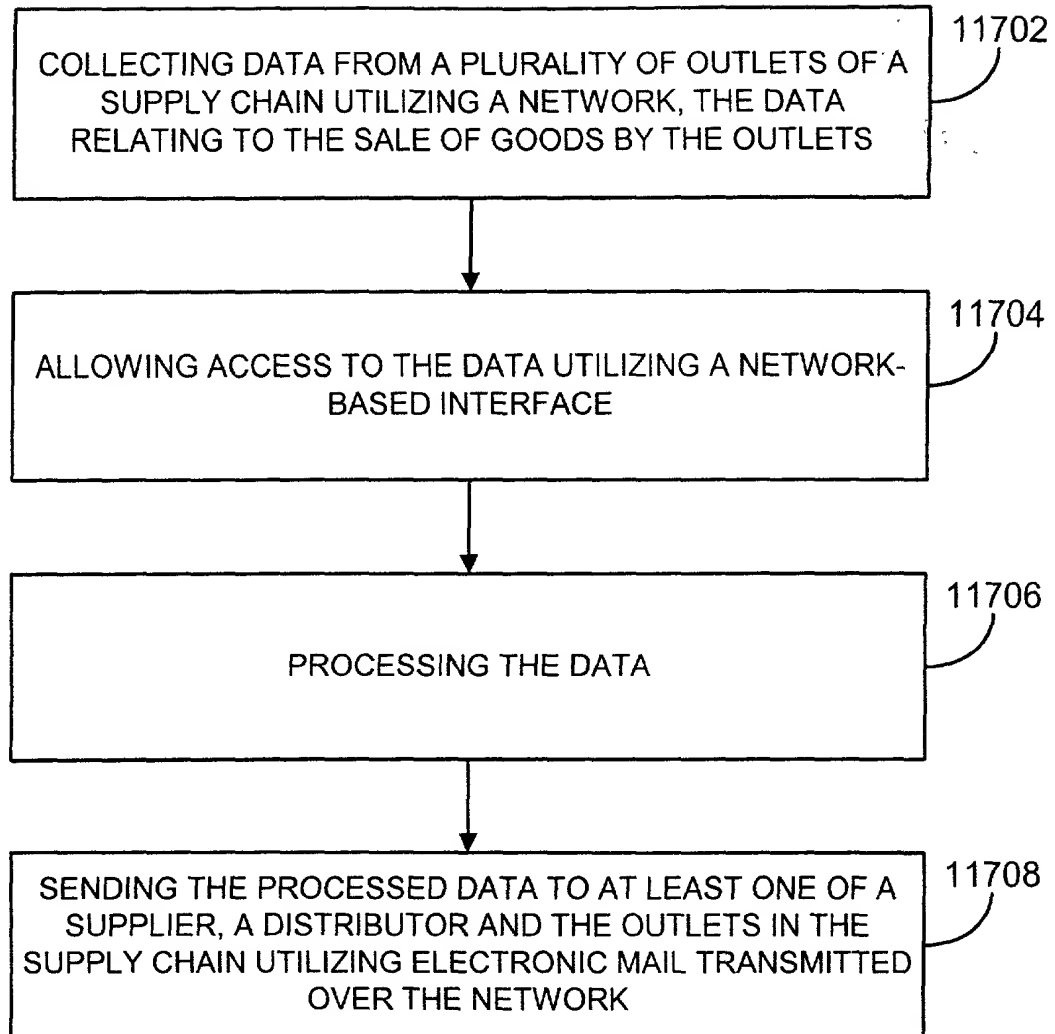 11702
COLLECTING DATA FROM A PLURALITY OF OUTLETS OF A
SUPPLY CHAIN UTILIZING A NETWORK, THE DATA
RELATING TO THE SALE OF GOODS BY THE OUTLETS
11704
ALLOWING ACCESS TO THE DATA UTILIZING A NETWORK-
BASED INTERFACE
11706
PROCESSING THE DATA
11708
SENDING THE PROCESSED DATA TO AT LEAST ONE OF A
SUPPLIER, A DISTRIBUTOR AND THE OUTLETS IN THE
SUPPLY CHAIN UTILIZING ELECTRONIC MAIL TRANSMITTED
OVER THE NETWORK